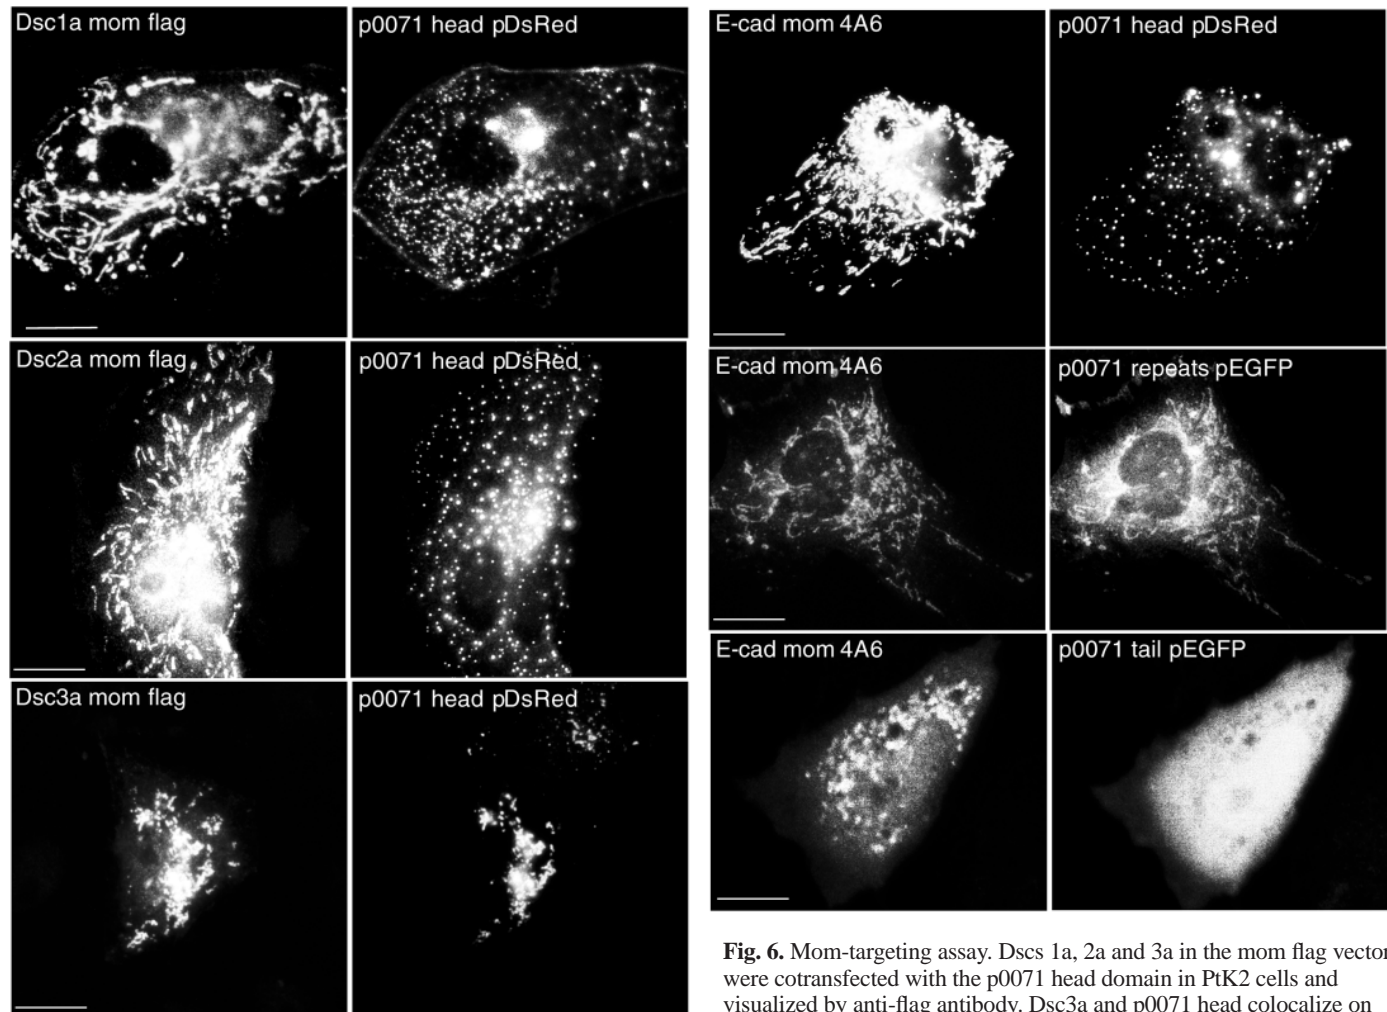 Dsc1a mom flag
p0071 head pDsRed
Dsc2a mom flag
p0071 head pDsRed
Dsc3a mom flag
p0071 head pDsRed
E-cad mom 4A6
p0071 head pDsRed
E-cad mom 4A6
p0071 repeats pEGFP
E-cad mom 4A6
p0071 tail pEGFP
Fig. 6. Mom-targeting assay. Dscs 1a, 2a and 3a in the mom flag vector
were cotransfected with the p0071 head domain in PtK2 cells and
visualized by anti-flag antibody. Dsc3a and p0071 head colocalize on